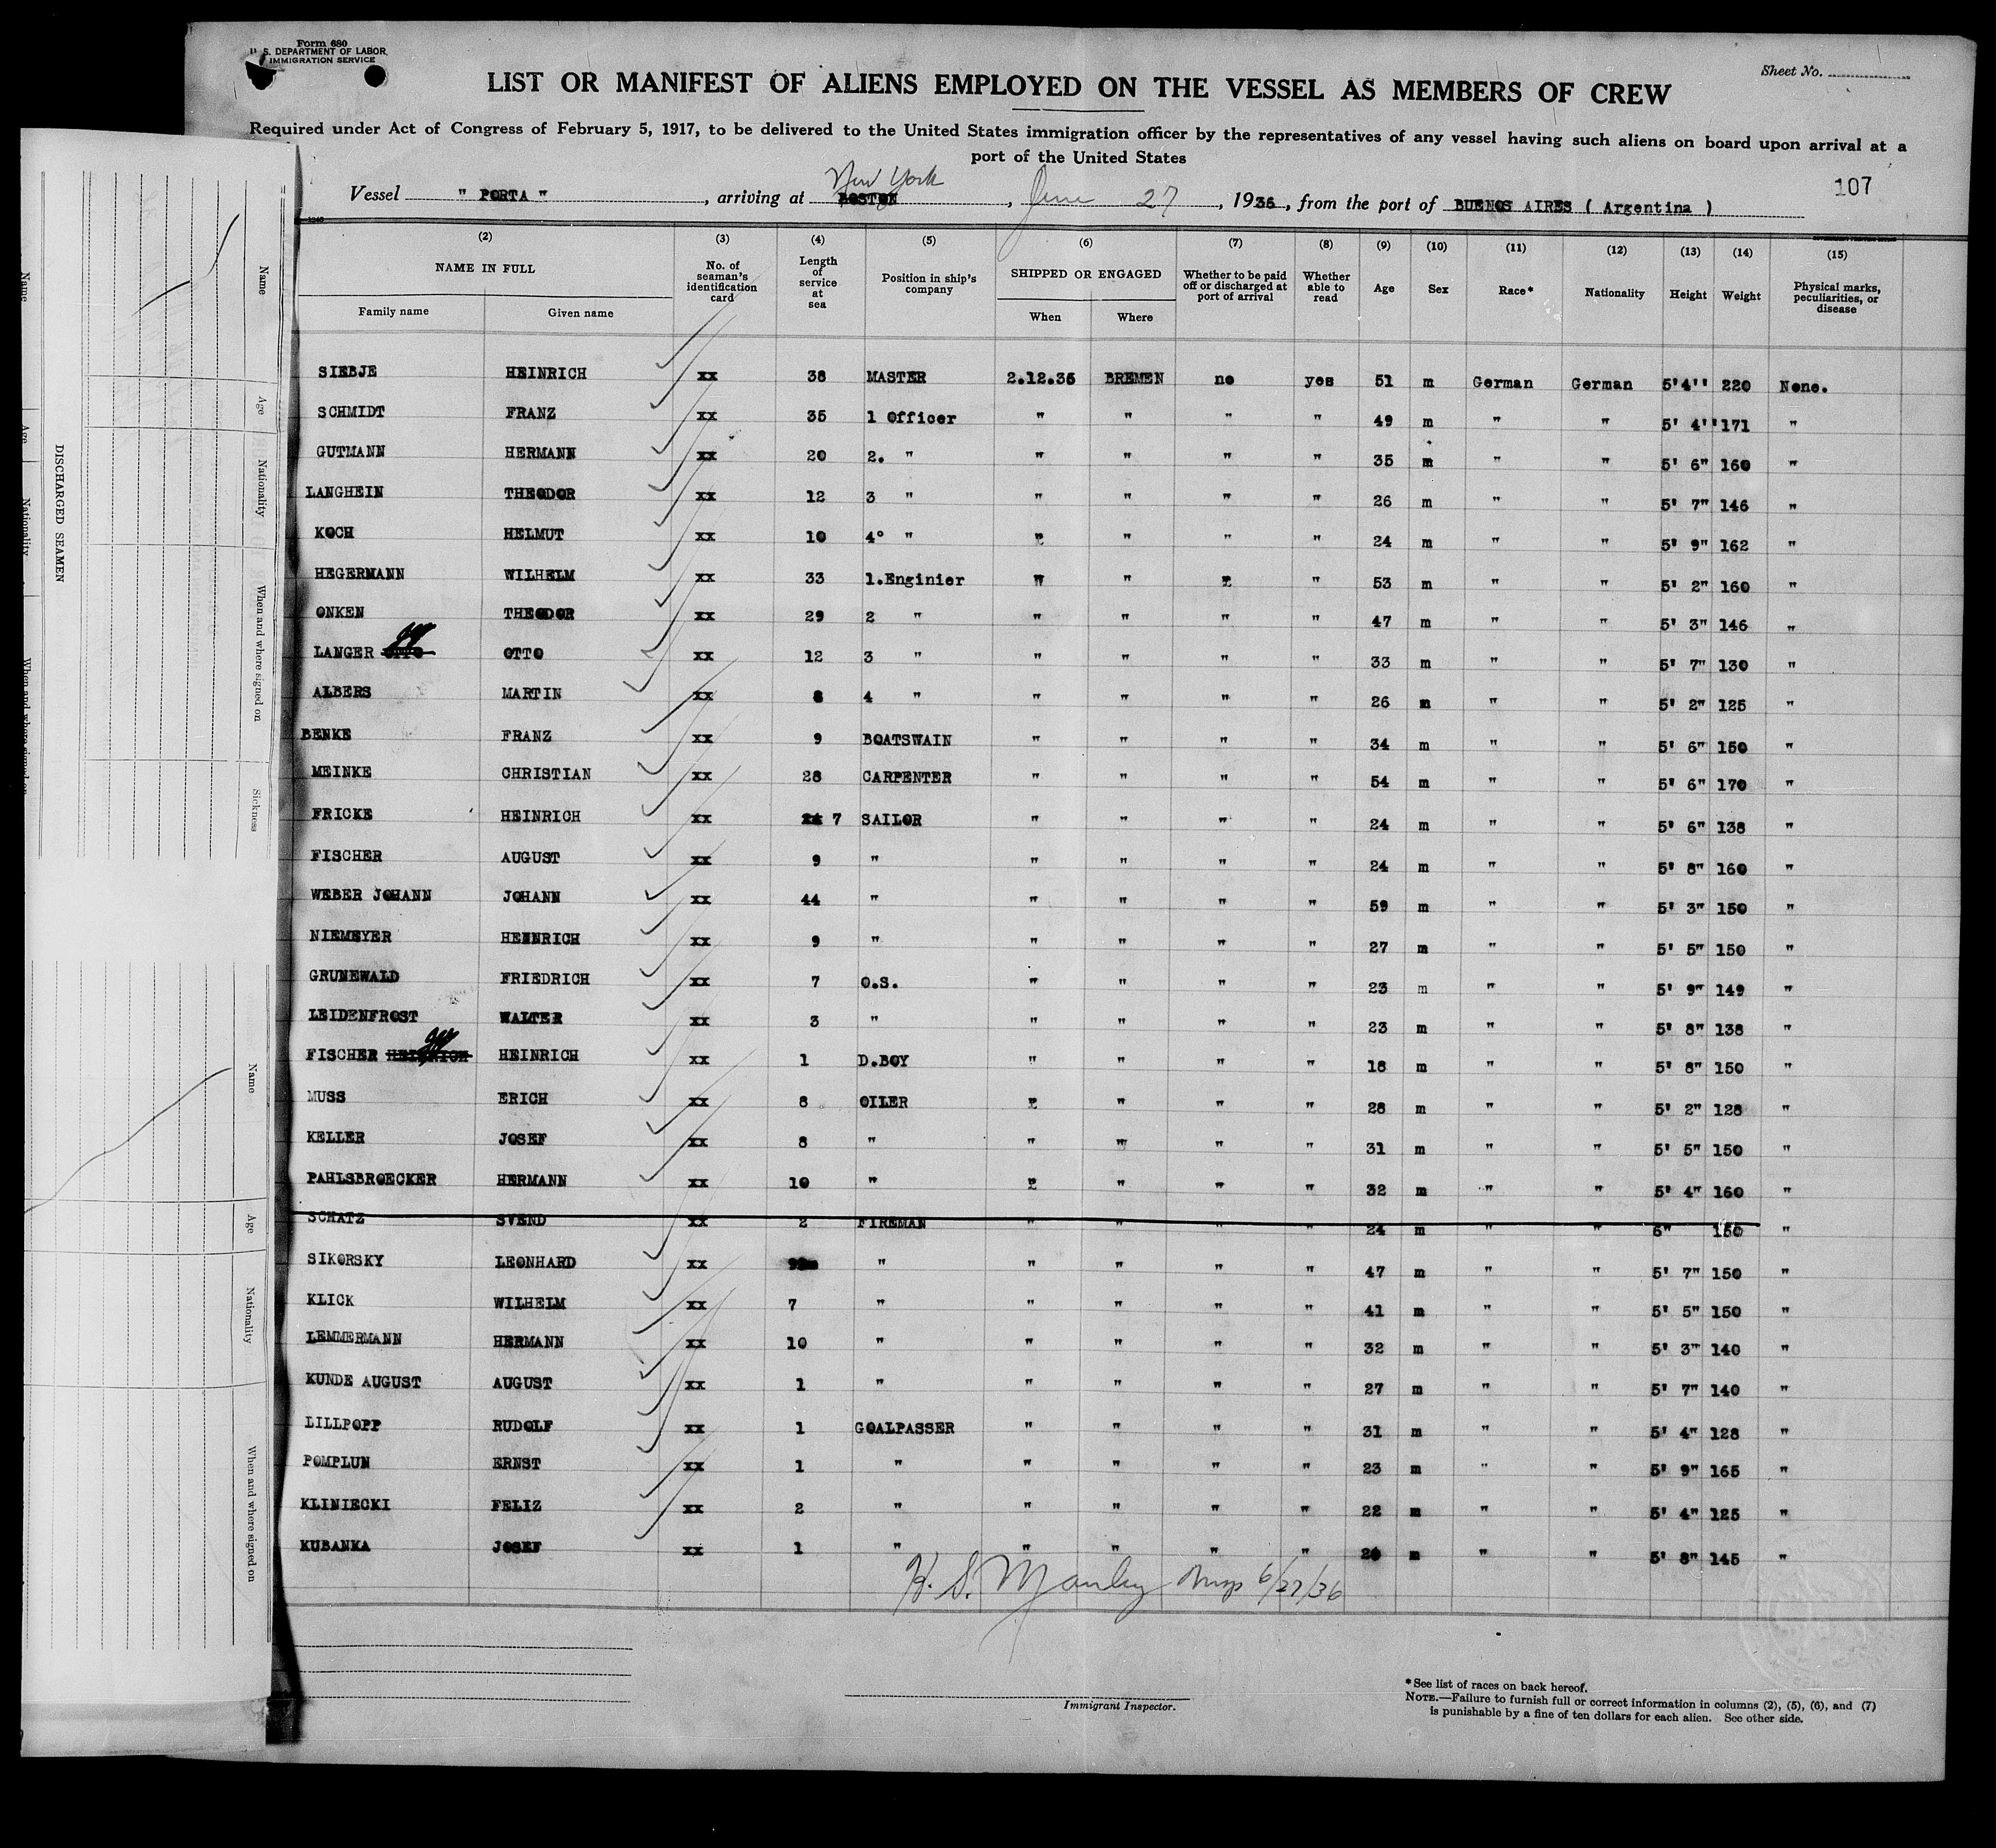 Form 680
U. S. DEPARTMENT OF LABOR
IMMIGRATION SERVICE
Sheet No.
LIST OR MANIFEST OF ALIENS EMPLOYED ON THE VESSEL AS MEMBERS OF CREW
Required under Act of Congress of February 5, 1917, to be delivered to the United States immigration officer by the representatives of any vessel having such aliens on board upon arrival at a
port of the United States
107
New York
Vessel " PORTA " , arriving at BOSTON , June 27 , 1936 , from the port of BUENOS AIRES ( Argentina )
(2) (3) (4) (5) (6) (7) (8) (9) (10) (11) (12) (13) (14) (15)
NAME IN FULL Family name Given name No. of seaman's identification card Length of service at sea Position in ship's company SHIPPED OR ENGAGED When Where Whether to be paid off or discharged at port of arrival Whether able to read Age Sex Race* Nationality Height Weight Physical marks, peculiarities, or disease
SIEBJE HEINRICH xx 38 MASTER 2.12.35 BREMEN no yes 51 m German German 5'4'' 220 None.
SCHMIDT FRANZ xx 35 1 Officer " " " " 49 m " " 5' 4'' 171 "
GUTMANN HERMANN xx 20 2. " " " " " 35 m " " 5' 6" 160 "
LANGHEIN THEODOR xx 12 3 " " " " " 26 m " " 5' 7" 146 "
KOCH HELMUT xx 10 4° " " " " " 24 m " " 5' 9" 162 "
HEGERMANN WILHELM xx 33 1.Enginier " " " " 53 m " " 5' 2" 160 "
ONKEN THEODOR xx 29 2 " " " " " 47 m " " 5' 3" 146 "
LANGER OTTO OTTO xx 12 3 " " " " " 33 m " " 5' 7" 130 "
ALBERS MARTIN xx 8 4 " " " " " 26 m " " 5' 2" 125 "
BENKE FRANZ xx 9 BOATSWAIN " " " " 34 m " " 5' 6" 150 "
MEINKE CHRISTIAN xx 28 CARPENTER " " " " 54 m " " 5' 6" 170 "
FRICKE HEINRICH xx 7 SAILOR " " " " 24 m " " 5' 6" 138 "
FISCHER AUGUST xx 9 " " " " " 24 m " " 5' 8" 160 "
WEBER JOHANN JOHANN xx 44 " " " " " 59 m " " 5' 3" 150 "
NIEMEYER HENNRICH xx 9 " " " " " 27 m " " 5' 5" 150 "
GRUNEWALD FRIEDRICH xx 7 O.S. " " " " 23 m " " 5' 9" 149 "
LEIDENFROST WALTER xx 3 " " " " " 23 m " " 5' 8" 138 "
FISCHER HEINRICH HEINRICH xx 1 D.BOY " " " " 18 m " " 5' 8" 150 "
MUSS ERICH xx 8 OILER " " " " 28 m " " 5' 2" 128 "
KELLER JOSEF xx 8 " " " " " 31 m " " 5' 5" 150 "
PAHLSBROECKER HERMANN xx 10 " " " " " 32 m " " 5' 4" 160 "
SCHATZ SVEND xx 2 FIREMAN " " " " 24 m " " 6" 150 "
SIKORSKY LEONHARD xx " " " " " 47 m " " 5' 7" 150 "
KLICK WILHELM xx 7 " " " " " 41 m " " 5' 5" 150 "
LEMMERMANN HERMANN xx 10 " " " " " 32 m " " 5' 3" 140 "
KUNDE AUGUST AUGUST xx 1 " " " " " 27 m " " 5' 7" 140 "
LILLPOPP RUDOLF xx 1 GOALPASSER " " " " 31 m " " 5' 4" 128 "
POMPLUN ERNST xx 1 " " " " " 23 m " " 5' 9" 165 "
KLINIECKI FELIZ xx 2 " " " " " 22 m " " 5' 4" 125 "
KUBANKA JOSEF xx 1 " " " " " m " " 5' 8" 145 "
H. S. Manley 6/27/36
Immigrant Inspector.
*See list of races on back hereof.
NOTE.—Failure to furnish full or correct information in columns (2), (5), (6), and (7)
is punishable by a fine of ten dollars for each alien. See other side.
DISCHARGED SEAMEN
Name Age Nationality When and where signed on Sickness
Name Age Nationality When and where signed on
Name Age Nationality When and where signed on